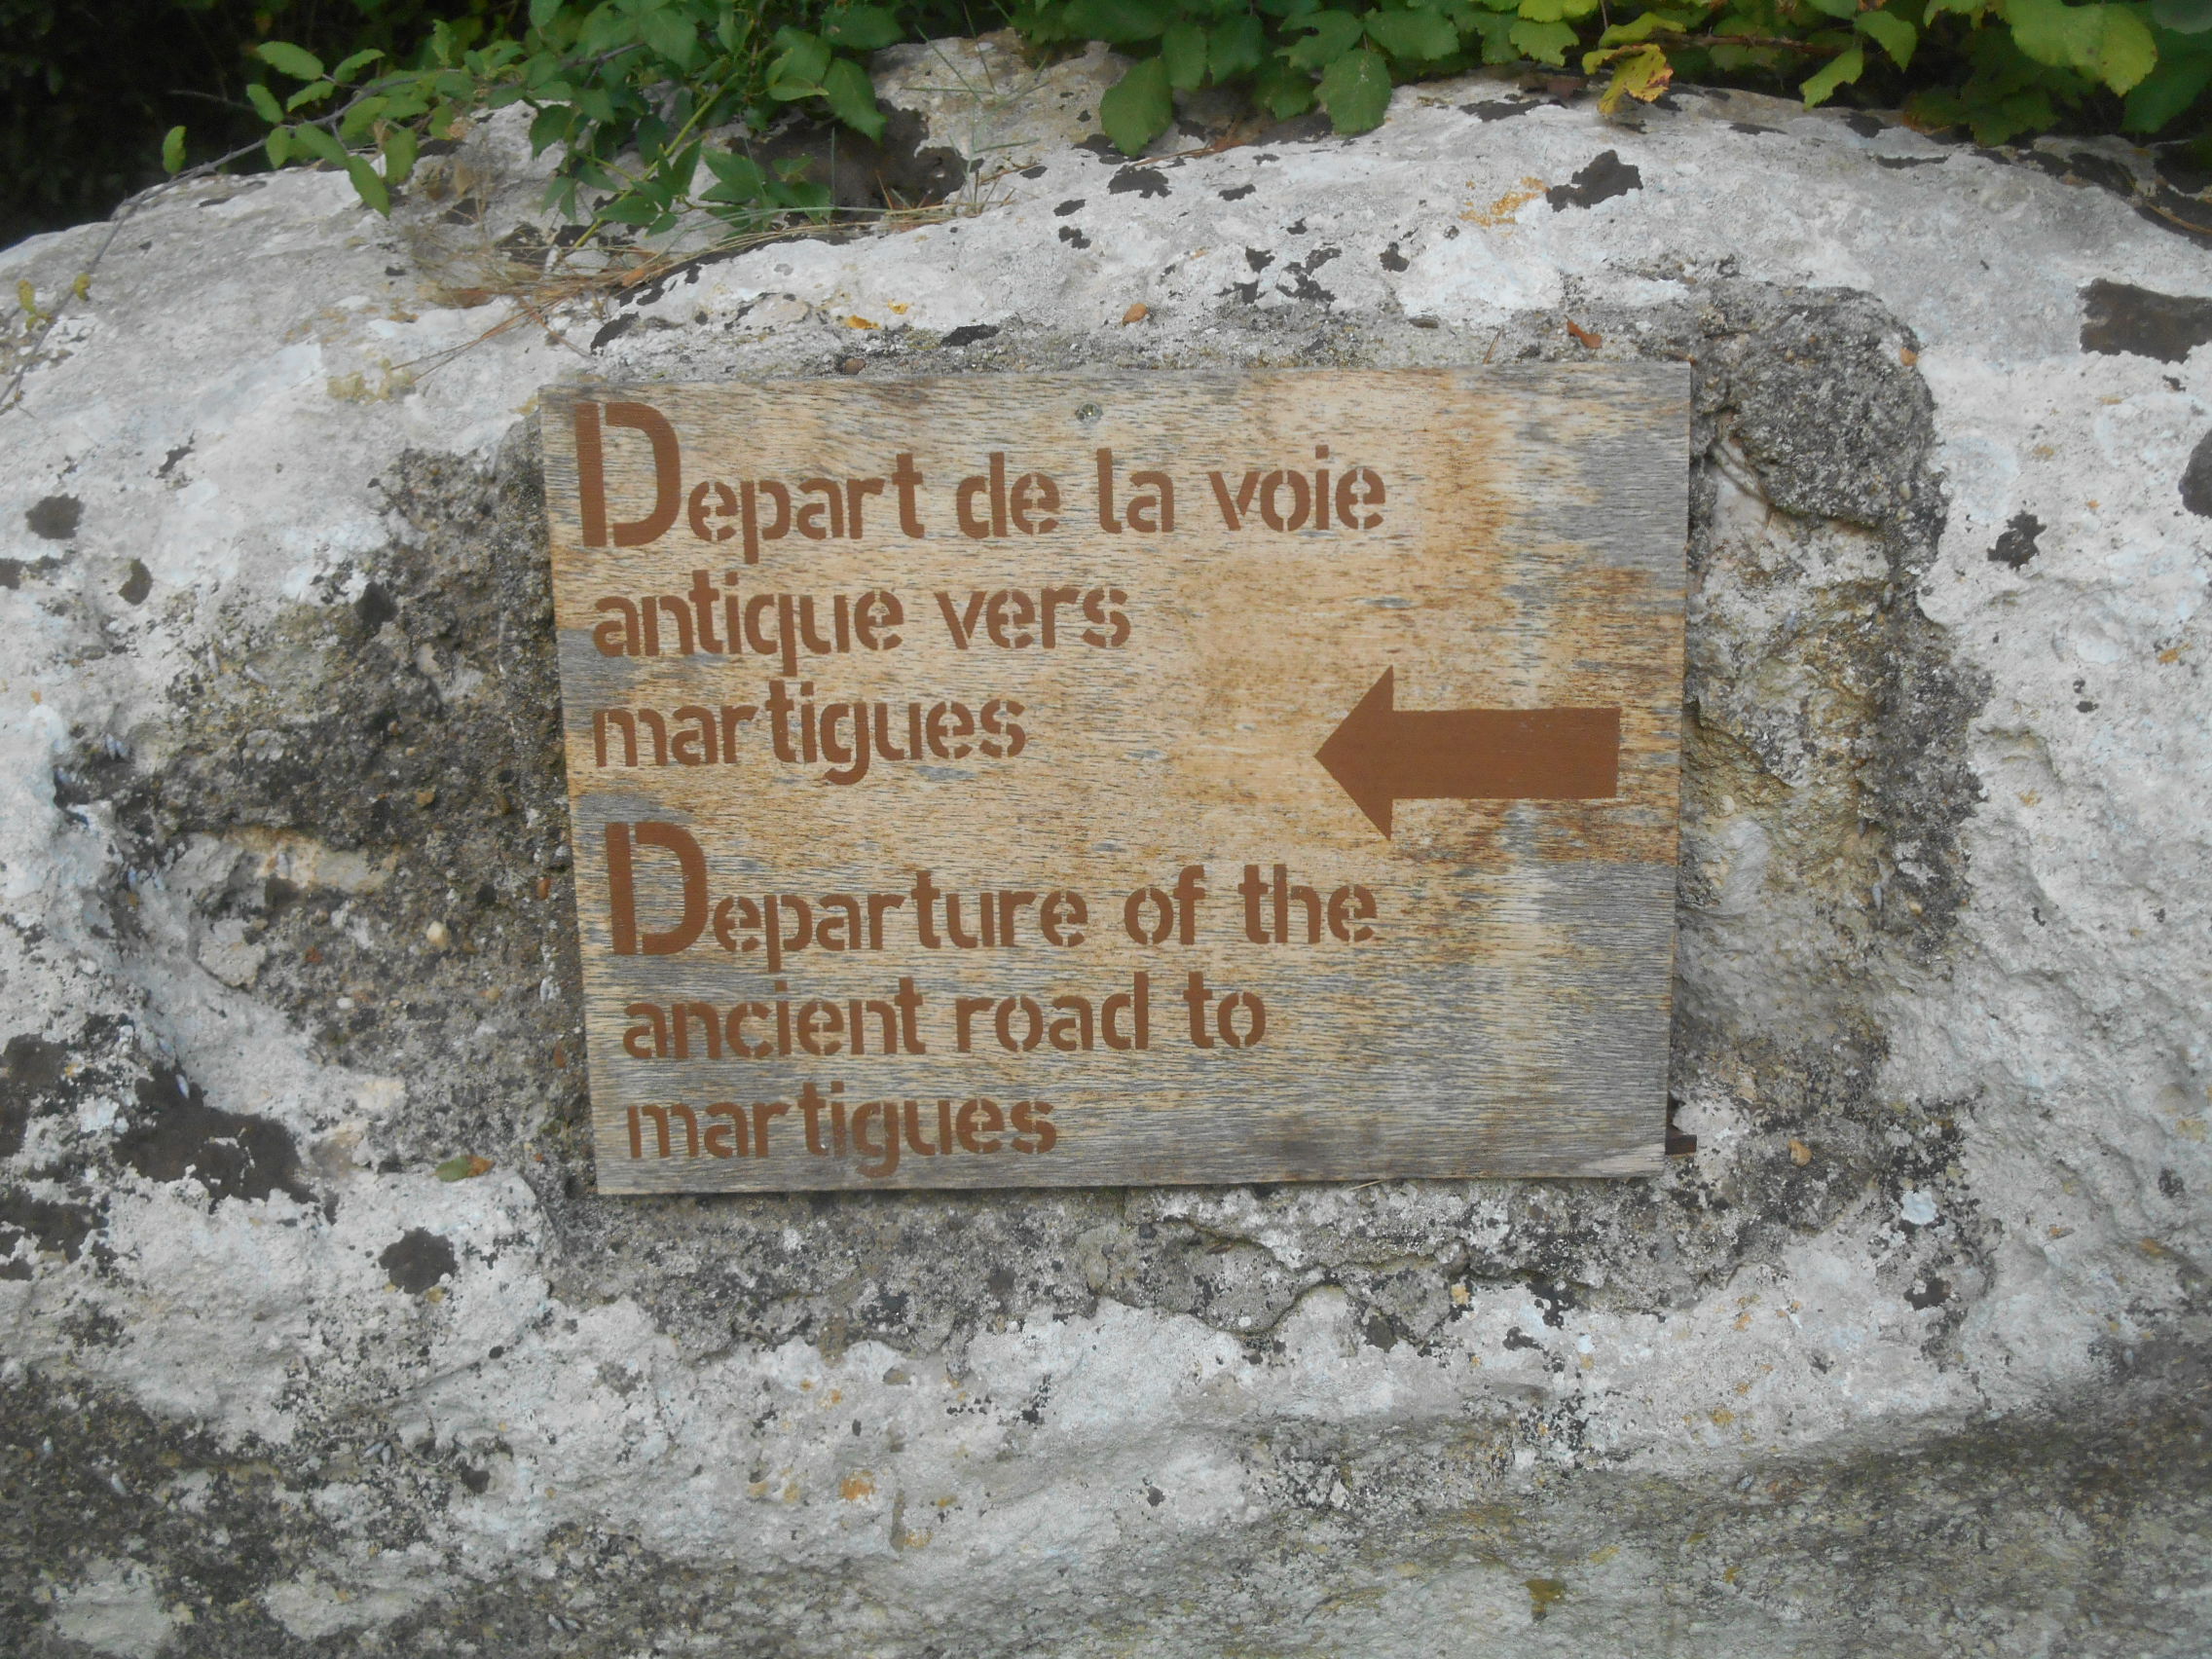 Depart de la voie
antique vers
martigues
Departure of the
ancient road to
martigues